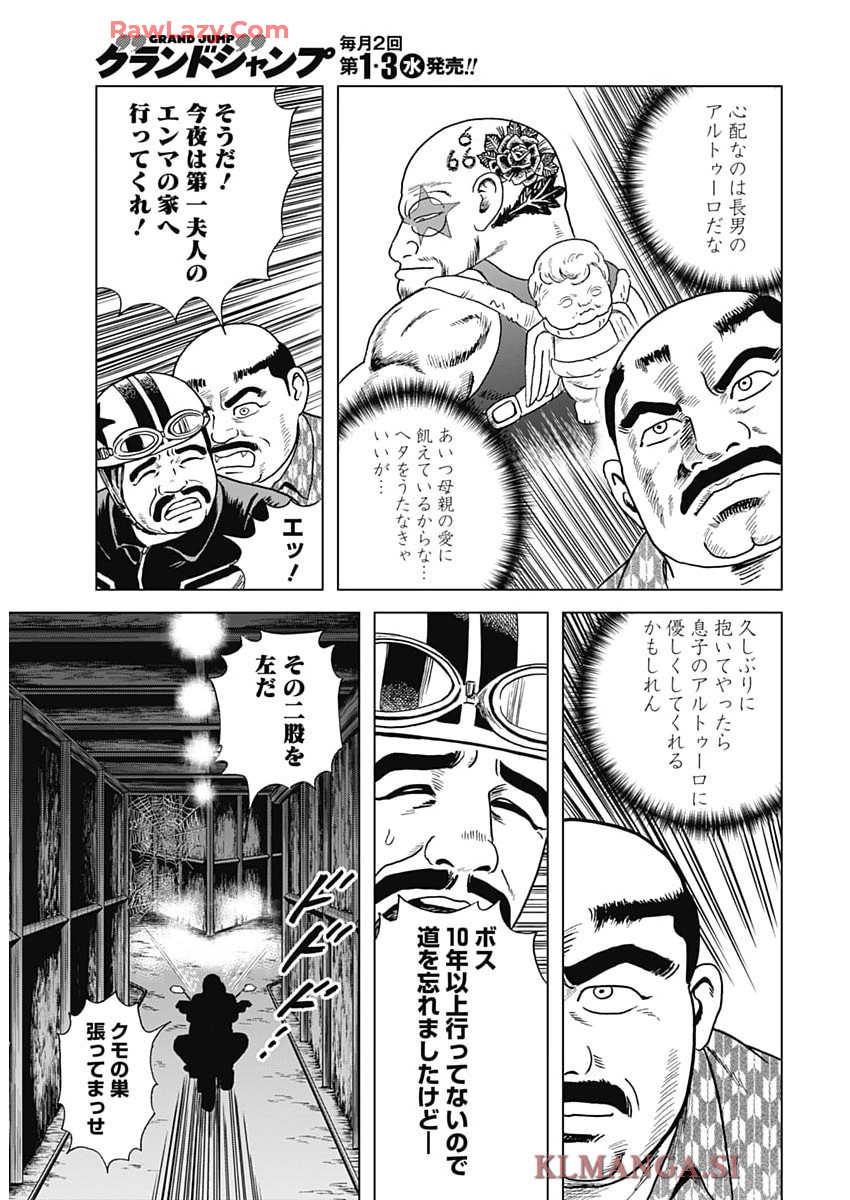 RawLazy.Com
GRAND JUMP
グランドジャンプ
毎月2回
第1・3水発売!!
心配なのは長男の
アルトゥーロだな
あいつ母親の愛に
飢えているからな…
ヘタをうたなきゃ
いいが…
666
そうだ!
今夜は第一夫人の
エンマの家へ
行ってくれ!
エッ!
久しぶりに
抱いてやったら
息子のアルトゥーロに
優しくしてくれる
かもしれん
ボス
10年以上行ってないので
道を忘れましたけど―
その二股を
左だ
ドドドド…
クモの巣
張ってまっせ
KLMANGA.SI